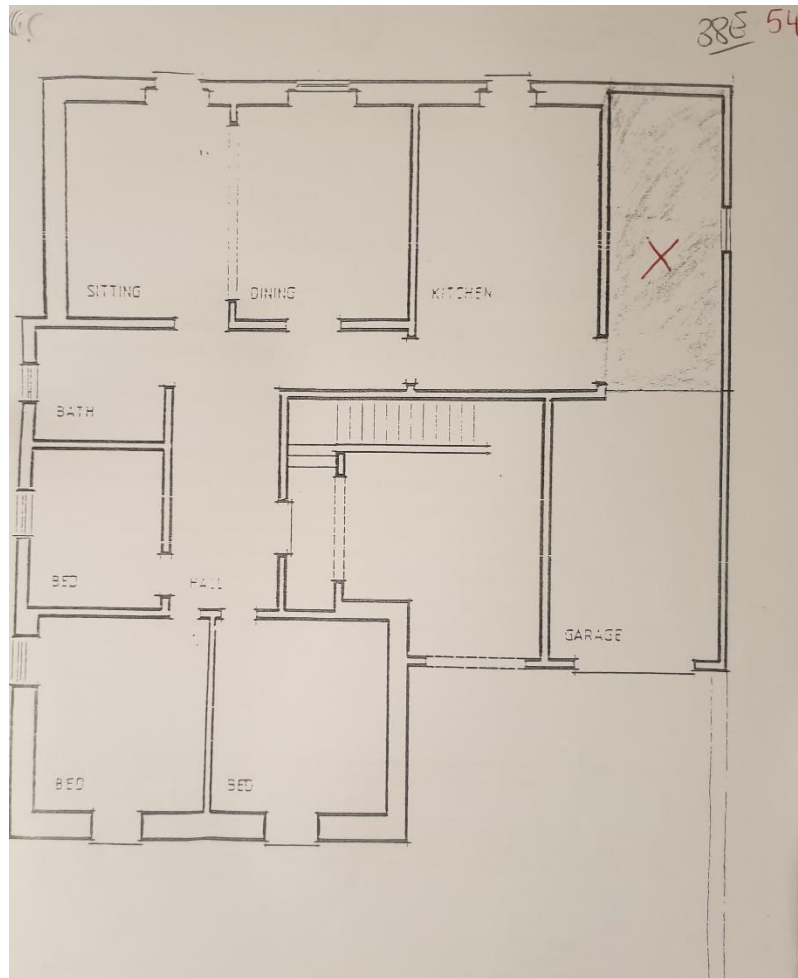 38E 54
SITTING
DINING
KITCHEN
BATH
BED
HALL
GARAGE
BED
BED
X